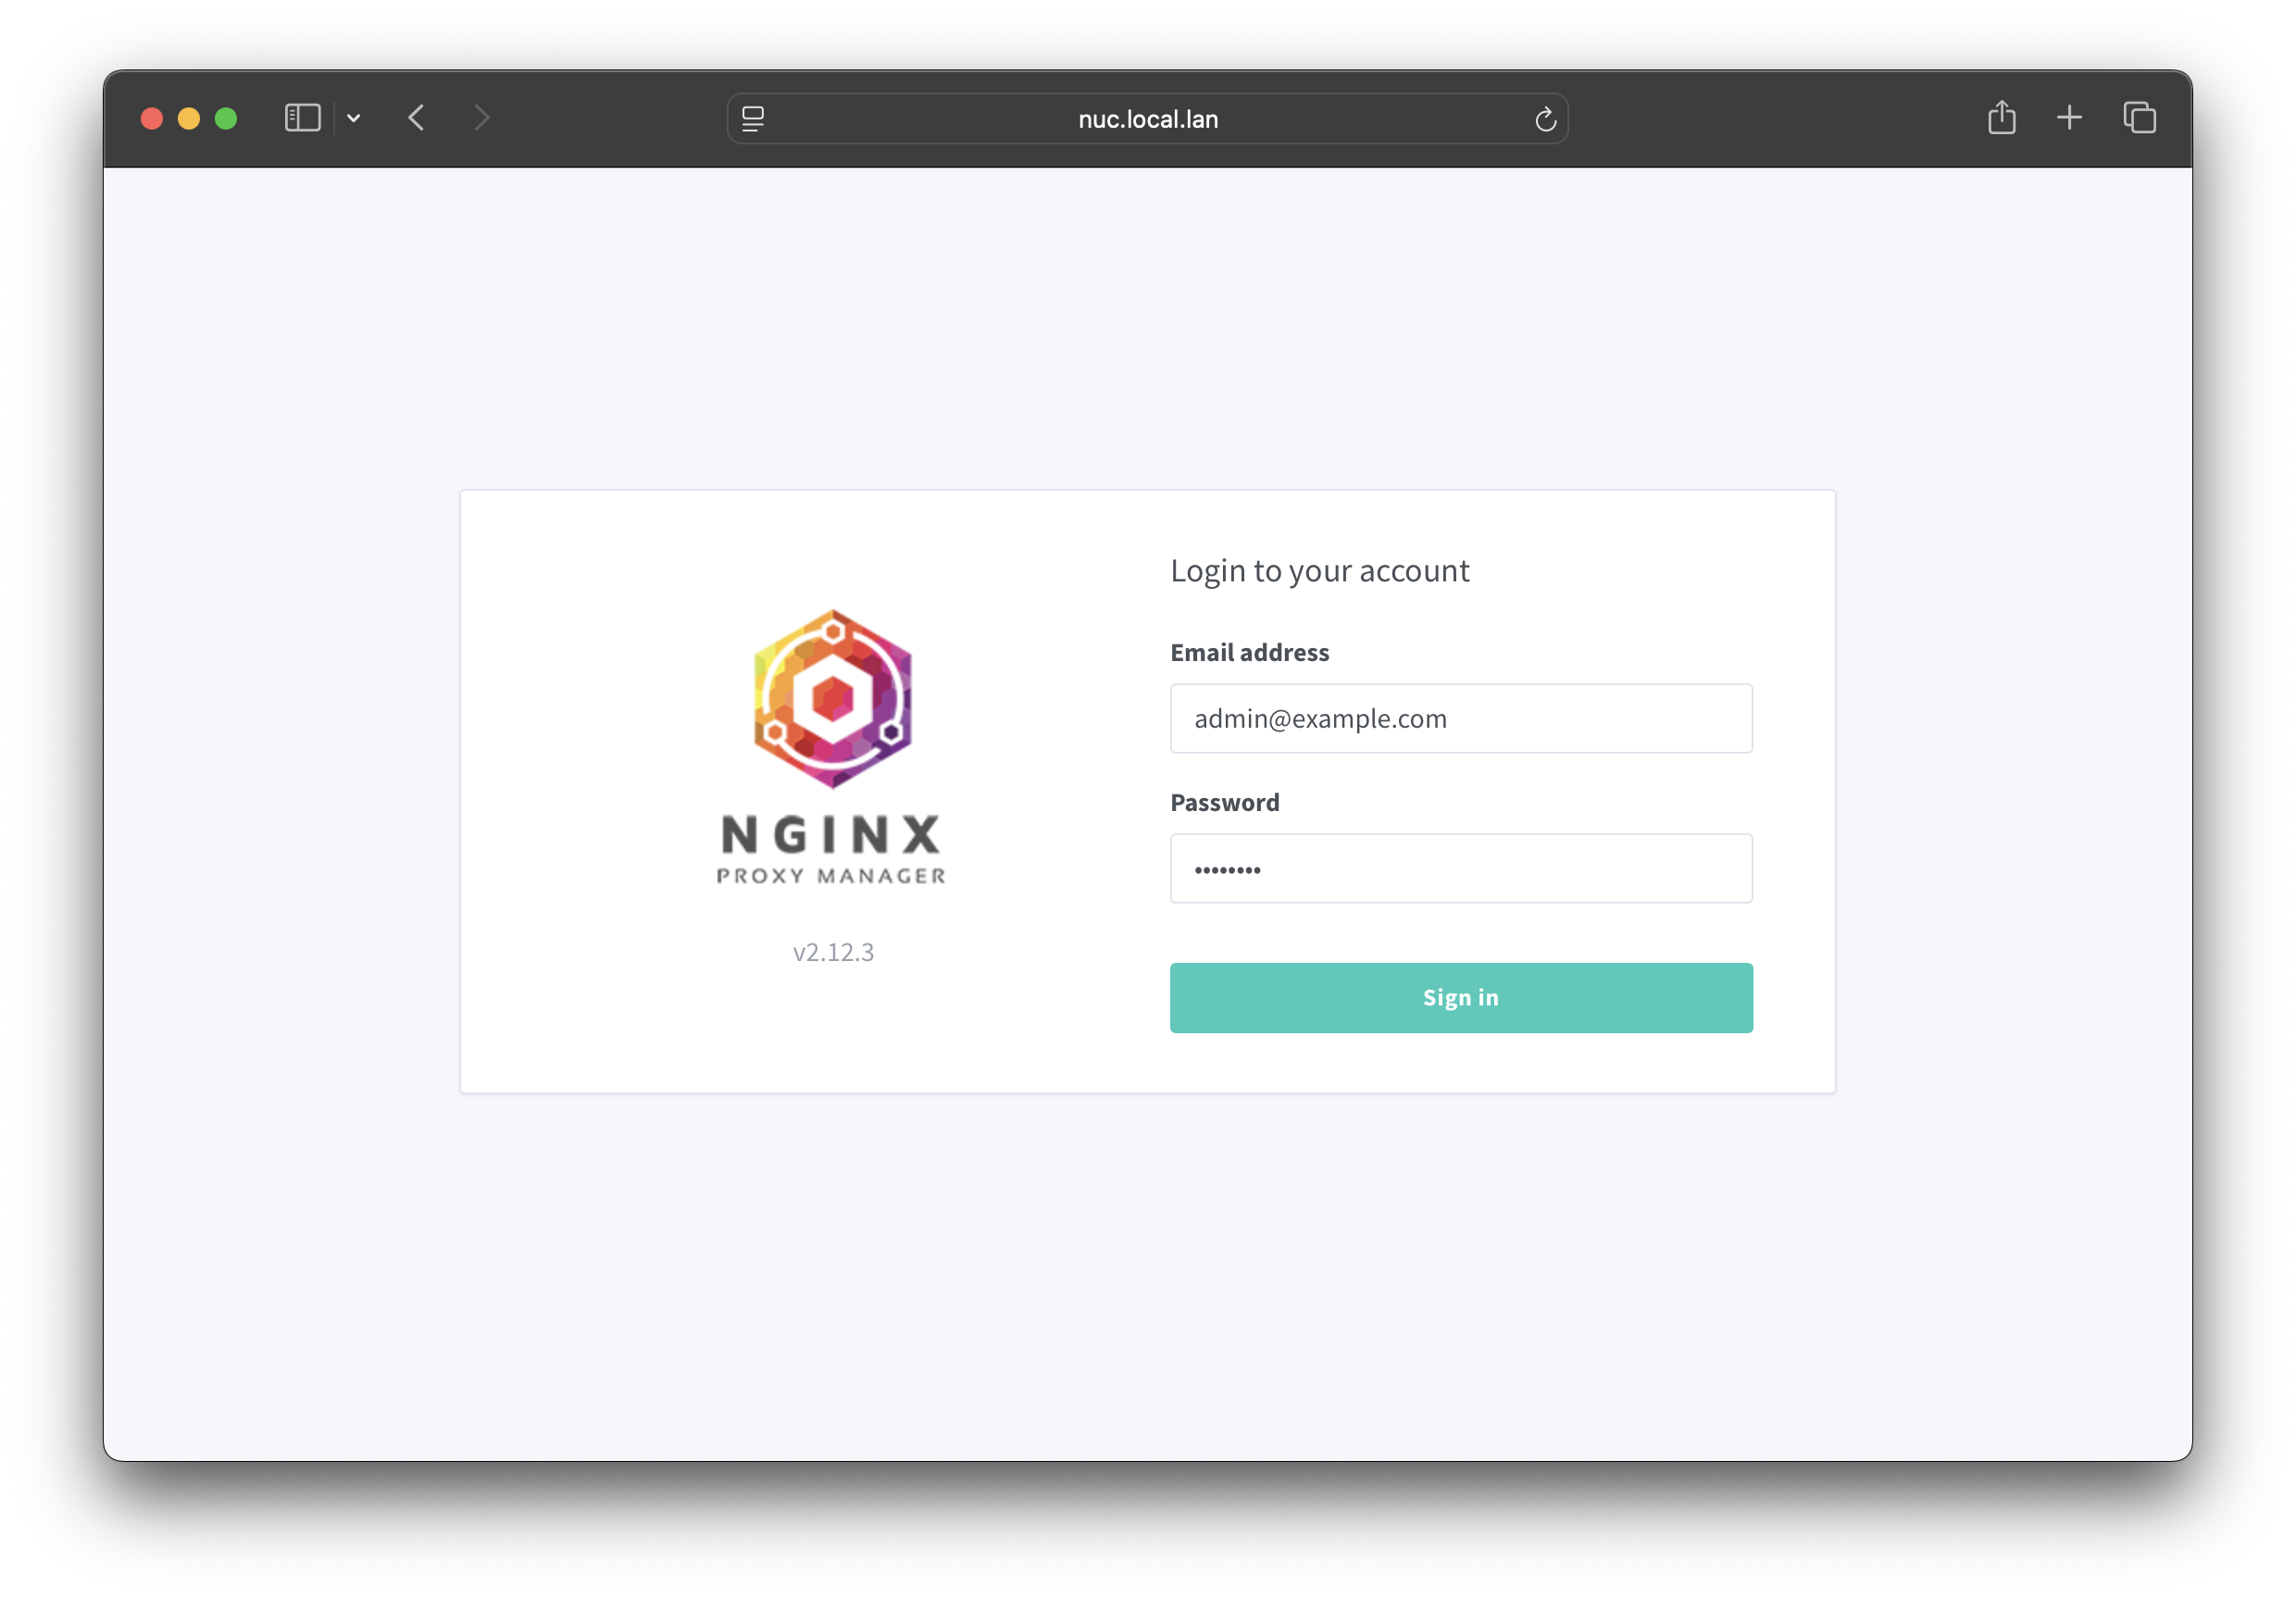 nuc.local.lan
NGINX
PROXY MANAGER
v2.12.3
Login to your account
Email address
admin@example.com
Password
••••••••
Sign in